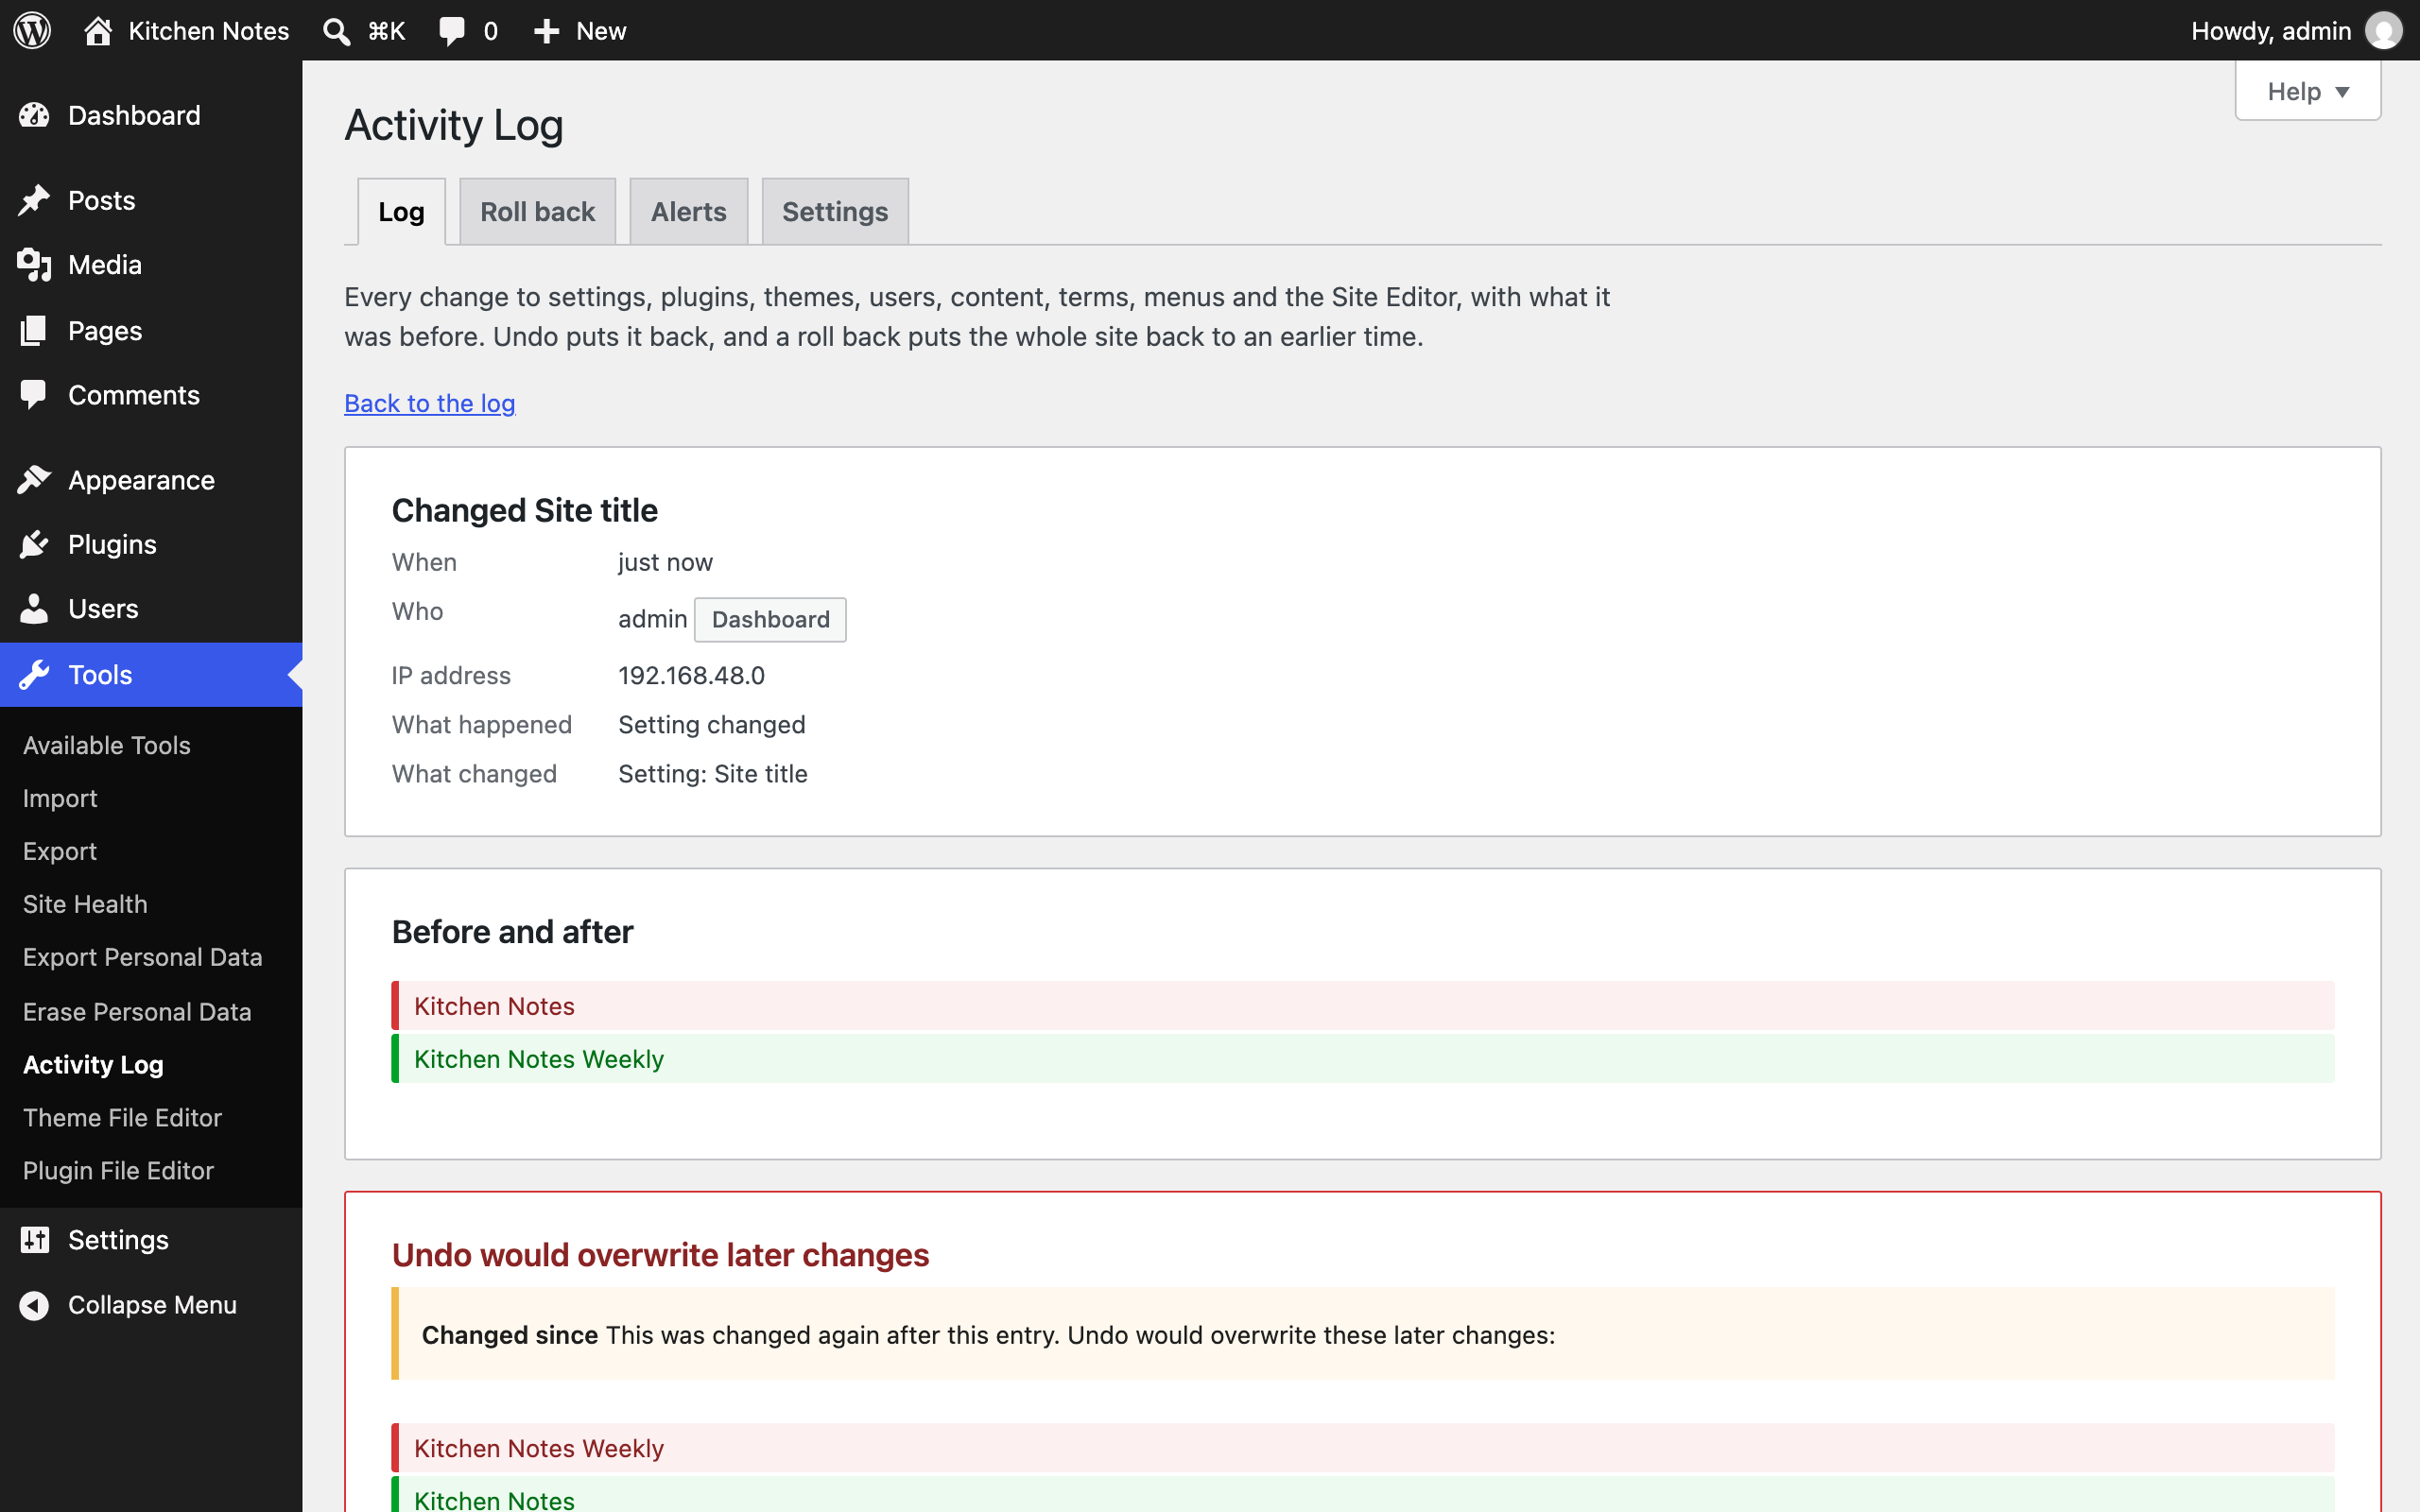 Kitchen Notes ⌘K 0 New Howdy, admin
Help
Dashboard
Posts
Media
Pages
Comments
Appearance
Plugins
Users
Tools
Available Tools
Import
Export
Site Health
Export Personal Data
Erase Personal Data
Activity Log
Theme File Editor
Plugin File Editor
Settings
Collapse Menu
Activity Log
Log Roll back Alerts Settings
Every change to settings, plugins, themes, users, content, terms, menus and the Site Editor, with what it
was before. Undo puts it back, and a roll back puts the whole site back to an earlier time.
Back to the log
Changed Site title
When just now
Who admin Dashboard
IP address 192.168.48.0
What happened Setting changed
What changed Setting: Site title
Before and after
Kitchen Notes
Kitchen Notes Weekly
Undo would overwrite later changes
Changed since This was changed again after this entry. Undo would overwrite these later changes:
Kitchen Notes Weekly
Kitchen Notes